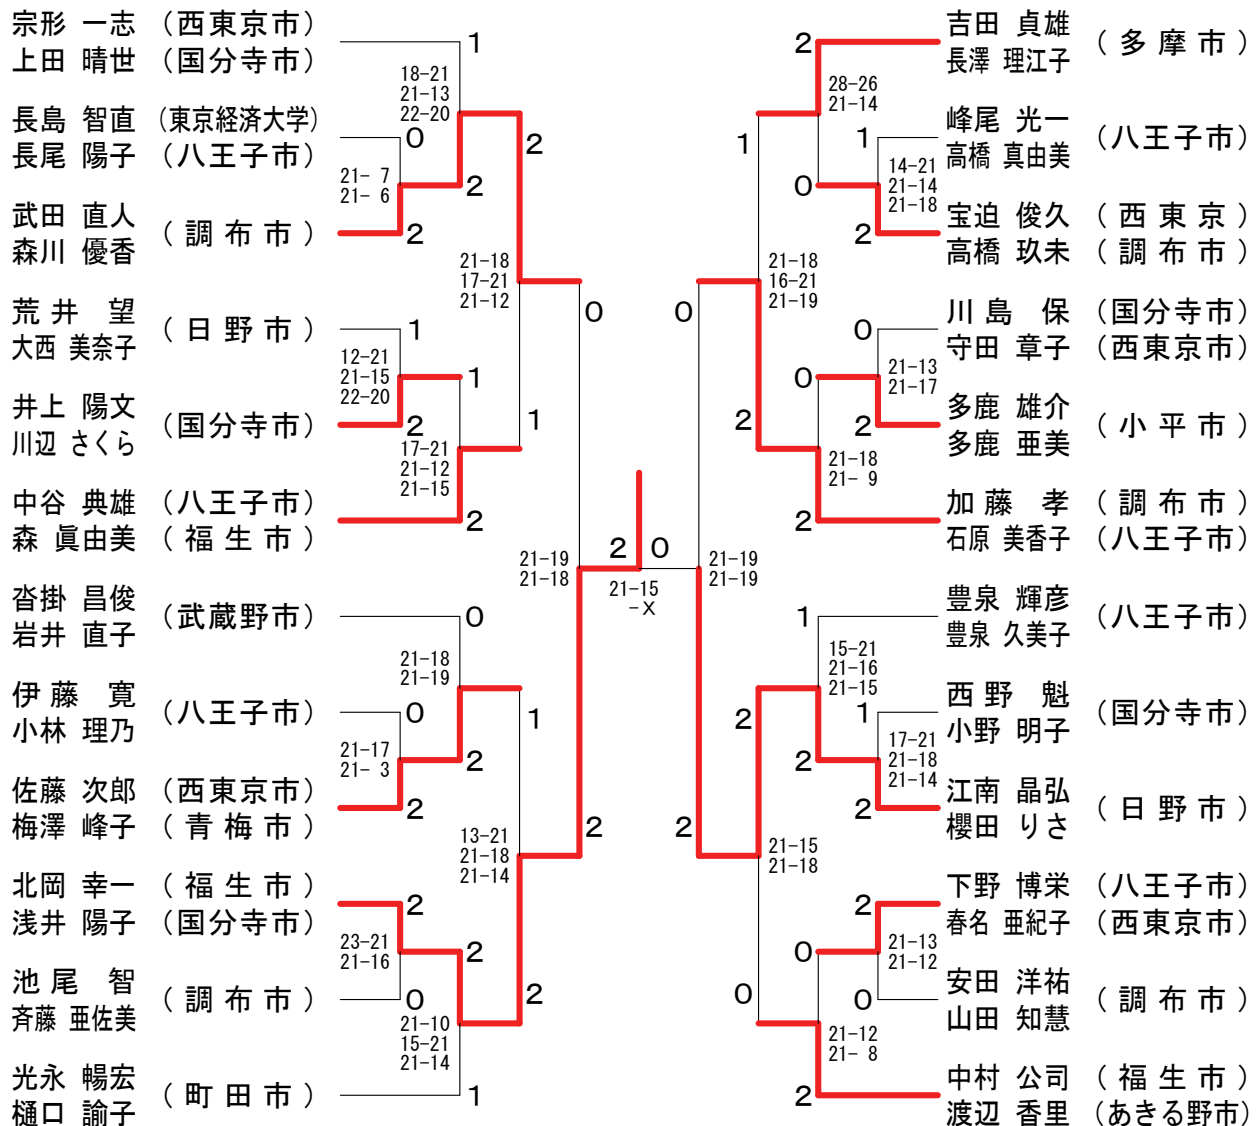 宗形 一志 （西東京市）
上田 晴世 （国分寺市）
1
18-21
21-13
22-20
長島 智直 （東京経済大学）
長尾 陽子 （八王子市）
0
2
21- 7
21- 6
2
武田 直人
森川 優香
（調布市）
2
21-18
17-21
21-12
0
荒井 望
大西 美奈子
（日野市）
1
12-21
21-15
22-20
1
井上 陽文
川辺 さくら
（国分寺市）
2
1
17-21
21-12
21-15
中谷 典雄 （八王子市）
森 眞由美 （福生市）
2
21-19
21-18
沓掛 昌俊
岩井 直子
（武蔵野市）
0
21-18
21-19
伊藤 寛
小林 理乃
（八王子市）
0
1
21-17
21- 3
2
佐藤 次郎 （西東京市）
梅澤 峰子 （青梅市）
2
2
13-21
21-18
21-14
北岡 幸一 （福生市）
浅井 陽子 （国分寺市）
2
23-21
21-16
2
池尾 智
斉藤 亜佐美
（調布市）
0
2
21-10
15-21
21-14
光永 暢宏
樋口 諭子
（町田市）
1
2 0
21-15
-X
吉田 貞雄
長澤 理江子
（多摩市）
2
28-26
21-14
1
峰尾 光一
高橋 真由美
（八王子市）
1
14-21
21-14
21-18
0
宝迫 俊久 （西東京）
高橋 玖未 （調布市）
2
21-18
16-21
21-19
0
川島 保 （国分寺市）
守田 章子 （西東京市）
0
21-13
21-17
0
多鹿 雄介
多鹿 亜美
（小平市）
2
2
21-18
21- 9
加藤 孝 （調布市）
石原 美香子 （八王子市）
2
21-19
21-19
豊泉 輝彦
豊泉 久美子
（八王子市）
1
15-21
21-16
21-15
西野 魁
小野 明子
（国分寺市）
1
2
17-21
21-18
21-14
2
江南 晶弘
櫻田 りさ
（日野市）
2
2
21-15
21-18
下野 博栄 （八王子市）
春名 亜紀子 （西東京市）
2
21-13
21-12
0
安田 洋祐
山田 知慧
（調布市）
0
0
21-12
21- 8
中村 公司 （福生市）
渡辺 香里 （あきる野市）
2